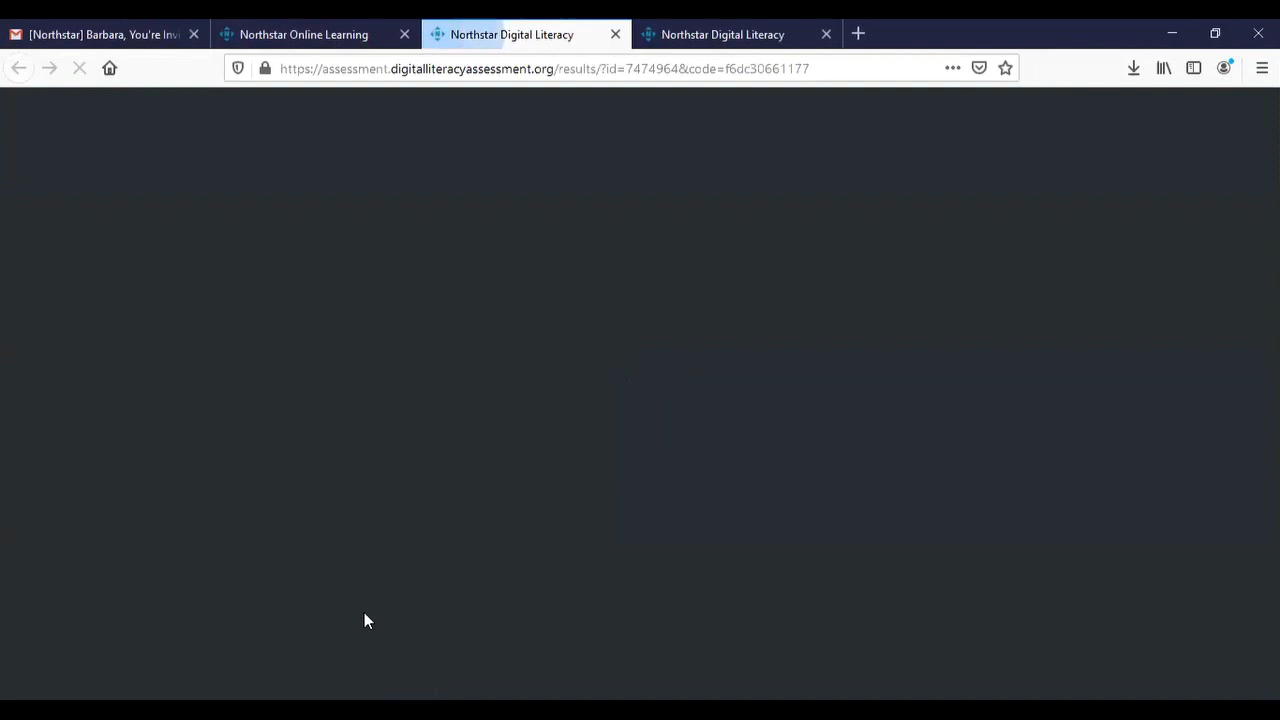 [Northstar] Barbara, You're Invi
Northstar Online Learning
Northstar Digital Literacy
Northstar Digital Literacy
https://assessment.digitalliteracyassessment.org/results/?id=7474964&code=f6dc30661177